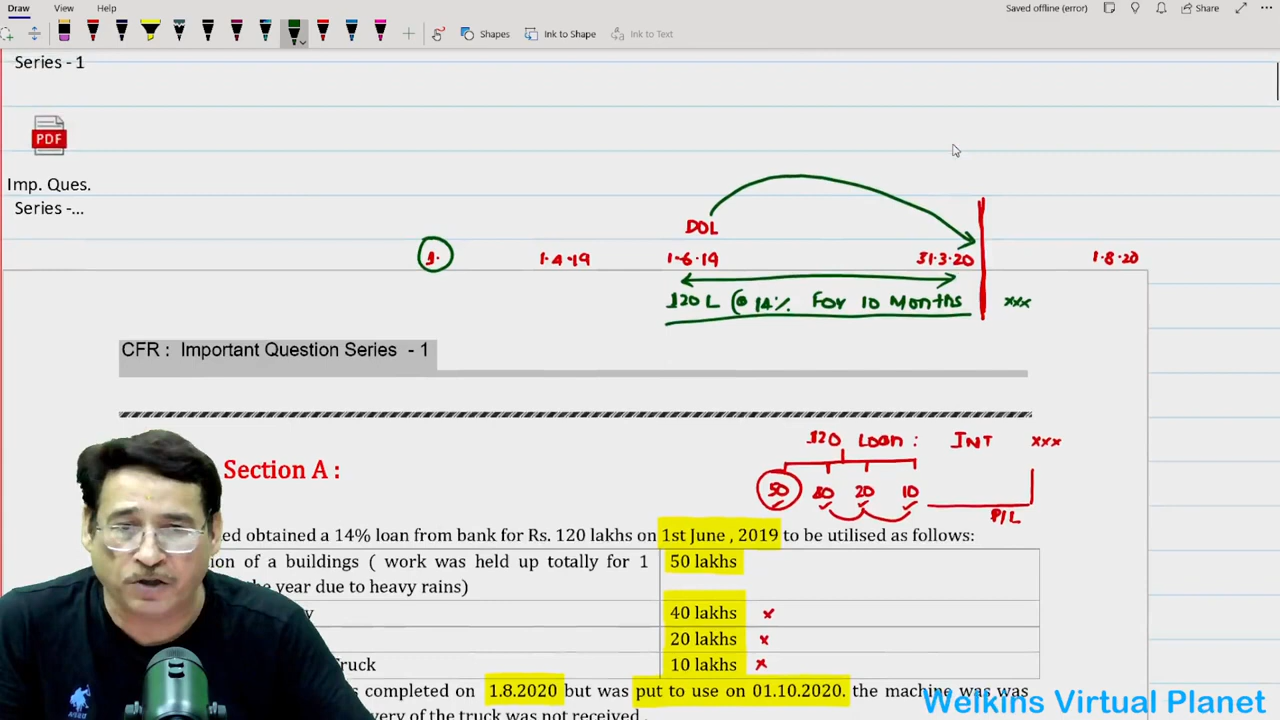 Draw View Help Saved offline (error) Share
Shapes Ink to Shape Ink to Text
Series - 1
PDF
Imp. Ques.
Series -...
DOL
1. 1·4·19 1·6·19 31·3·20 1·8·20
120 L @ 14% For 10 Months xxx
CFR : Important Question Series - 1
120 Loan : INT xxx
Section A :
50 20 10
P/L
ed obtained a 14% loan from bank for Rs. 120 lakhs on 1st June , 2019 to be utilised as follows:
ion of a buildings ( work was held up totally for 1 50 lakhs
the year due to heavy rains)
y 40 lakhs x
20 lakhs x
Truck 10 lakhs x
s completed on 1.8.2020 but was put to use on 01.10.2020. the machine was was
very of the truck was not received .
Welkins Virtual Planet